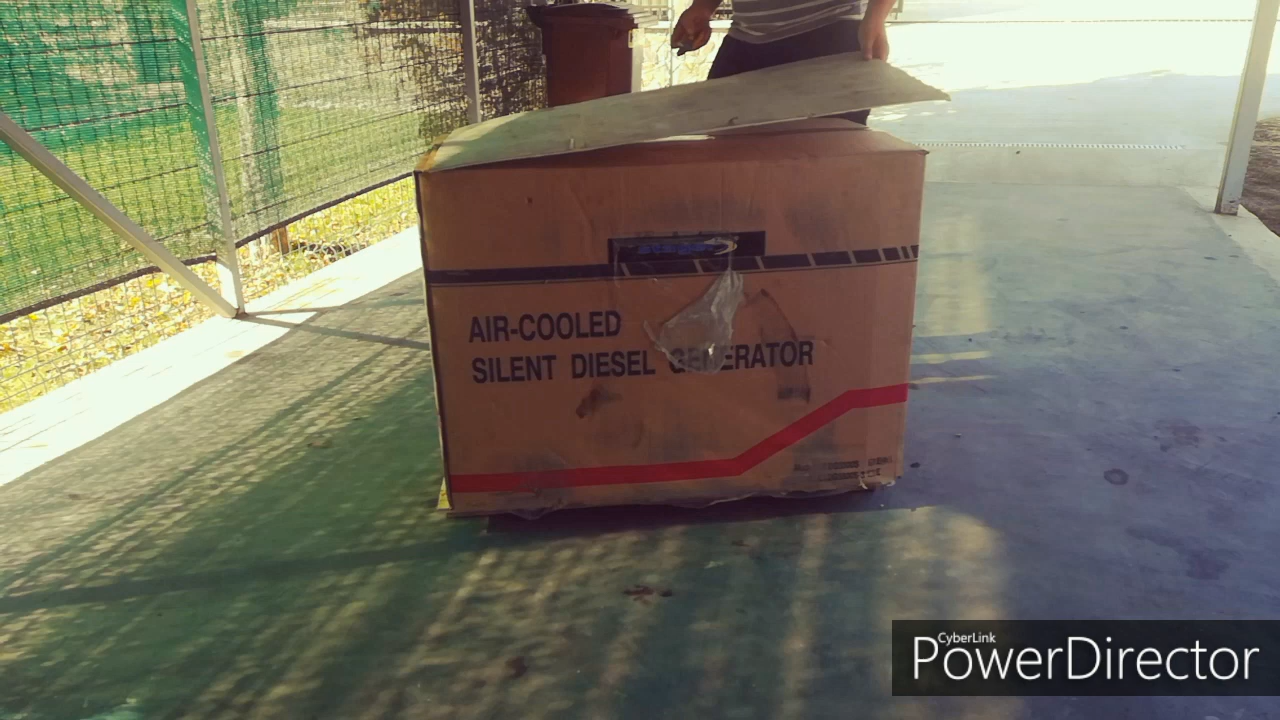 AIR-COOLED
SILENT DIESEL GENERATOR
CyberLink
PowerDirector